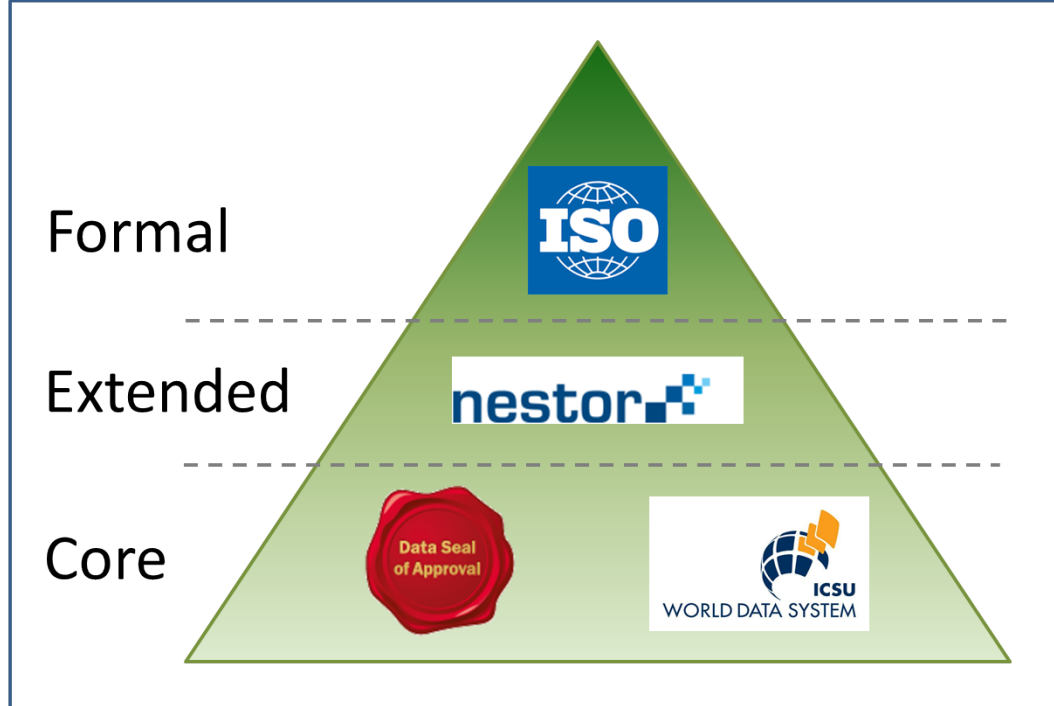 Formal
ISO
Extended
nestor
Core
Data Seal
of Approval
ICSU
WORLD DATA SYSTEM